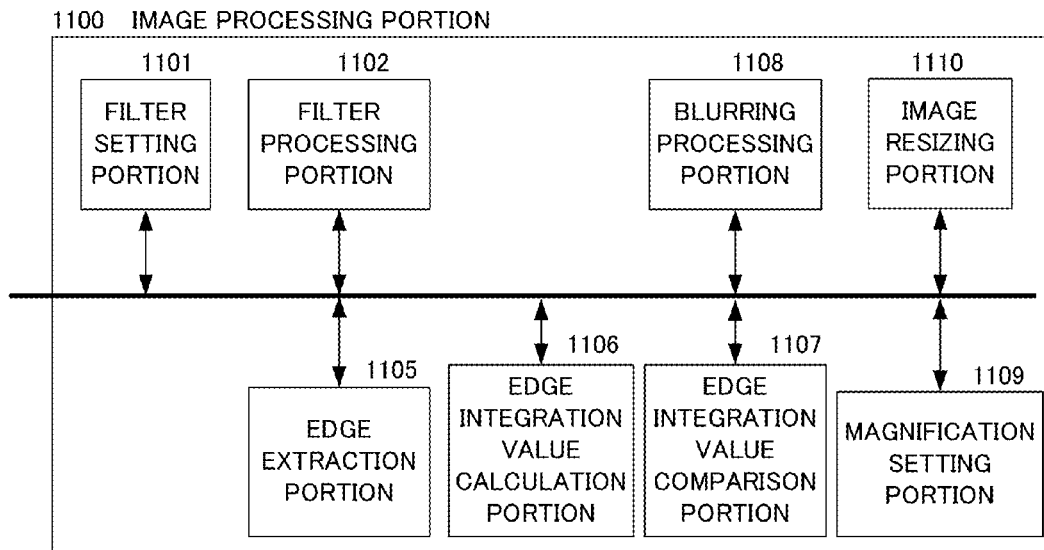 1100 IMAGE PROCESSING PORTION
1101
FILTER
SETTING
PORTION
1102
FILTER
PROCESSING
PORTION
1108
BLURRING
PROCESSING
PORTION
1110
IMAGE
RESIZING
PORTION
1105
EDGE
EXTRACTION
PORTION
1106
EDGE
INTEGRATION
VALUE
CALCULATION
PORTION
1107
EDGE
INTEGRATION
VALUE
COMPARISON
PORTION
1109
MAGNIFICATION
SETTING
PORTION